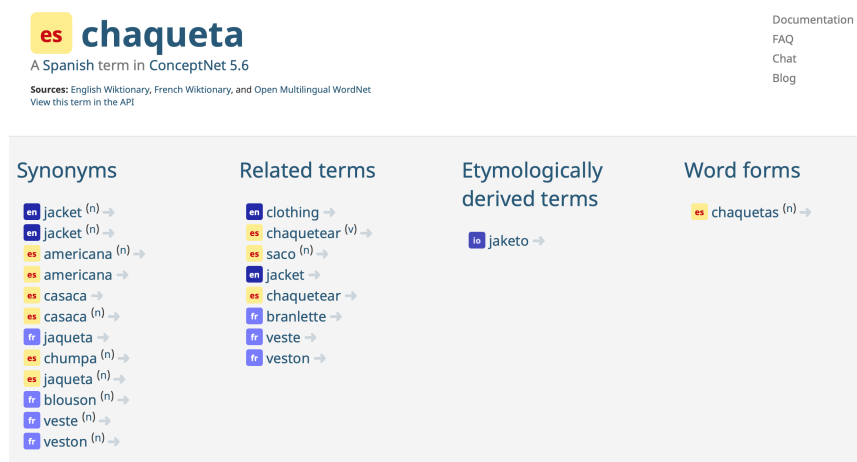 es chaqueta
A Spanish term in ConceptNet 5.6
Sources: English Wiktionary, French Wiktionary, and Open Multilingual WordNet
View this term in the API
Documentation
FAQ
Chat
Blog
Synonyms
en jacket (n) ➜
en jacket (n) ➜
es americana (n) ➜
es americana ➜
es casaca ➜
es casaca (n) ➜
fr jaqueta ➜
es chumpa (n) ➜
es jaqueta (n) ➜
fr blouson (n) ➜
fr veste (n) ➜
fr veston (n) ➜
Related terms
en clothing ➜
es chaquetear (v) ➜
es saco (n) ➜
en jacket ➜
es chaquetear ➜
fr branlette ➜
fr veste ➜
fr veston ➜
Etymologically
derived terms
io jaketo ➜
Word forms
es chaquetas (n) ➜